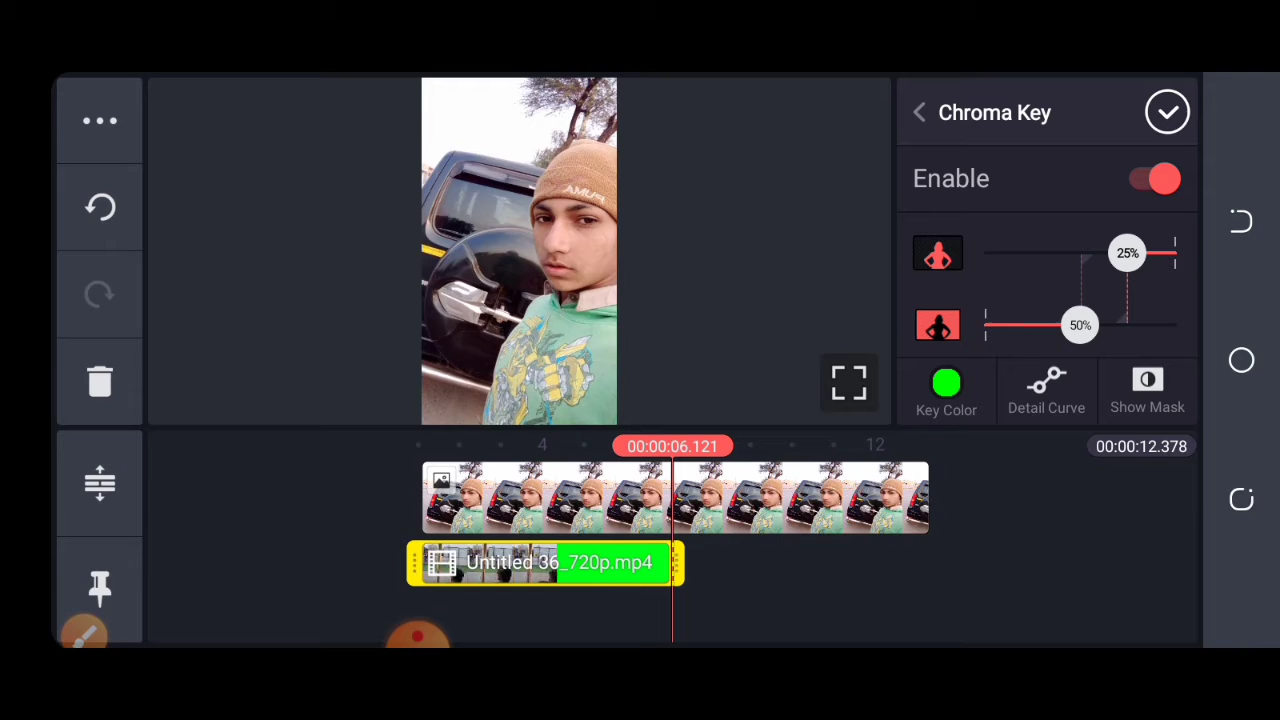 Chroma Key
Enable
25%
50%
Key Color
Detail Curve
Show Mask
4
00:00:06.121
12
00:00:12.378
Untitled 36_720p.mp4